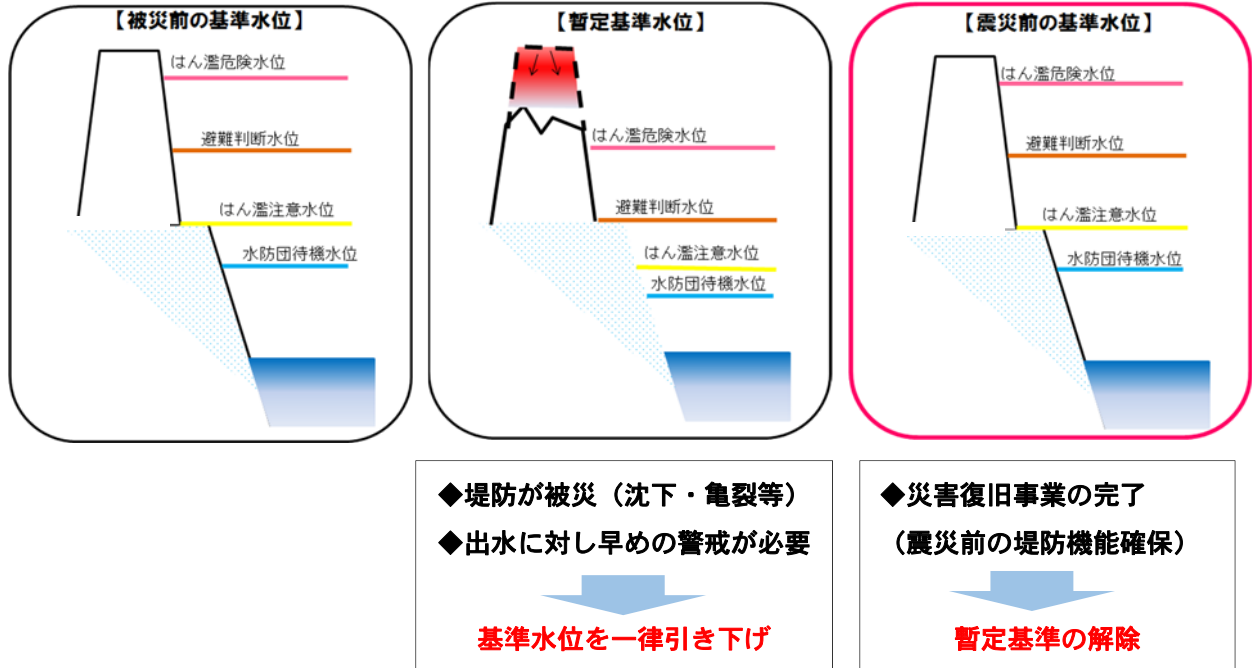 【被災前の基準水位】
はん濫危険水位
避難判断水位
はん濫注意水位
水防団待機水位
【暫定基準水位】
はん濫危険水位
避難判断水位
はん濫注意水位
水防団待機水位
【震災前の基準水位】
はん濫危険水位
避難判断水位
はん濫注意水位
水防団待機水位
◆堤防が被災（沈下・亀裂等）
◆出水に対し早めの警戒が必要
基準水位を一律引き下げ
◆災害復旧事業の完了
（震災前の堤防機能確保）
暫定基準の解除